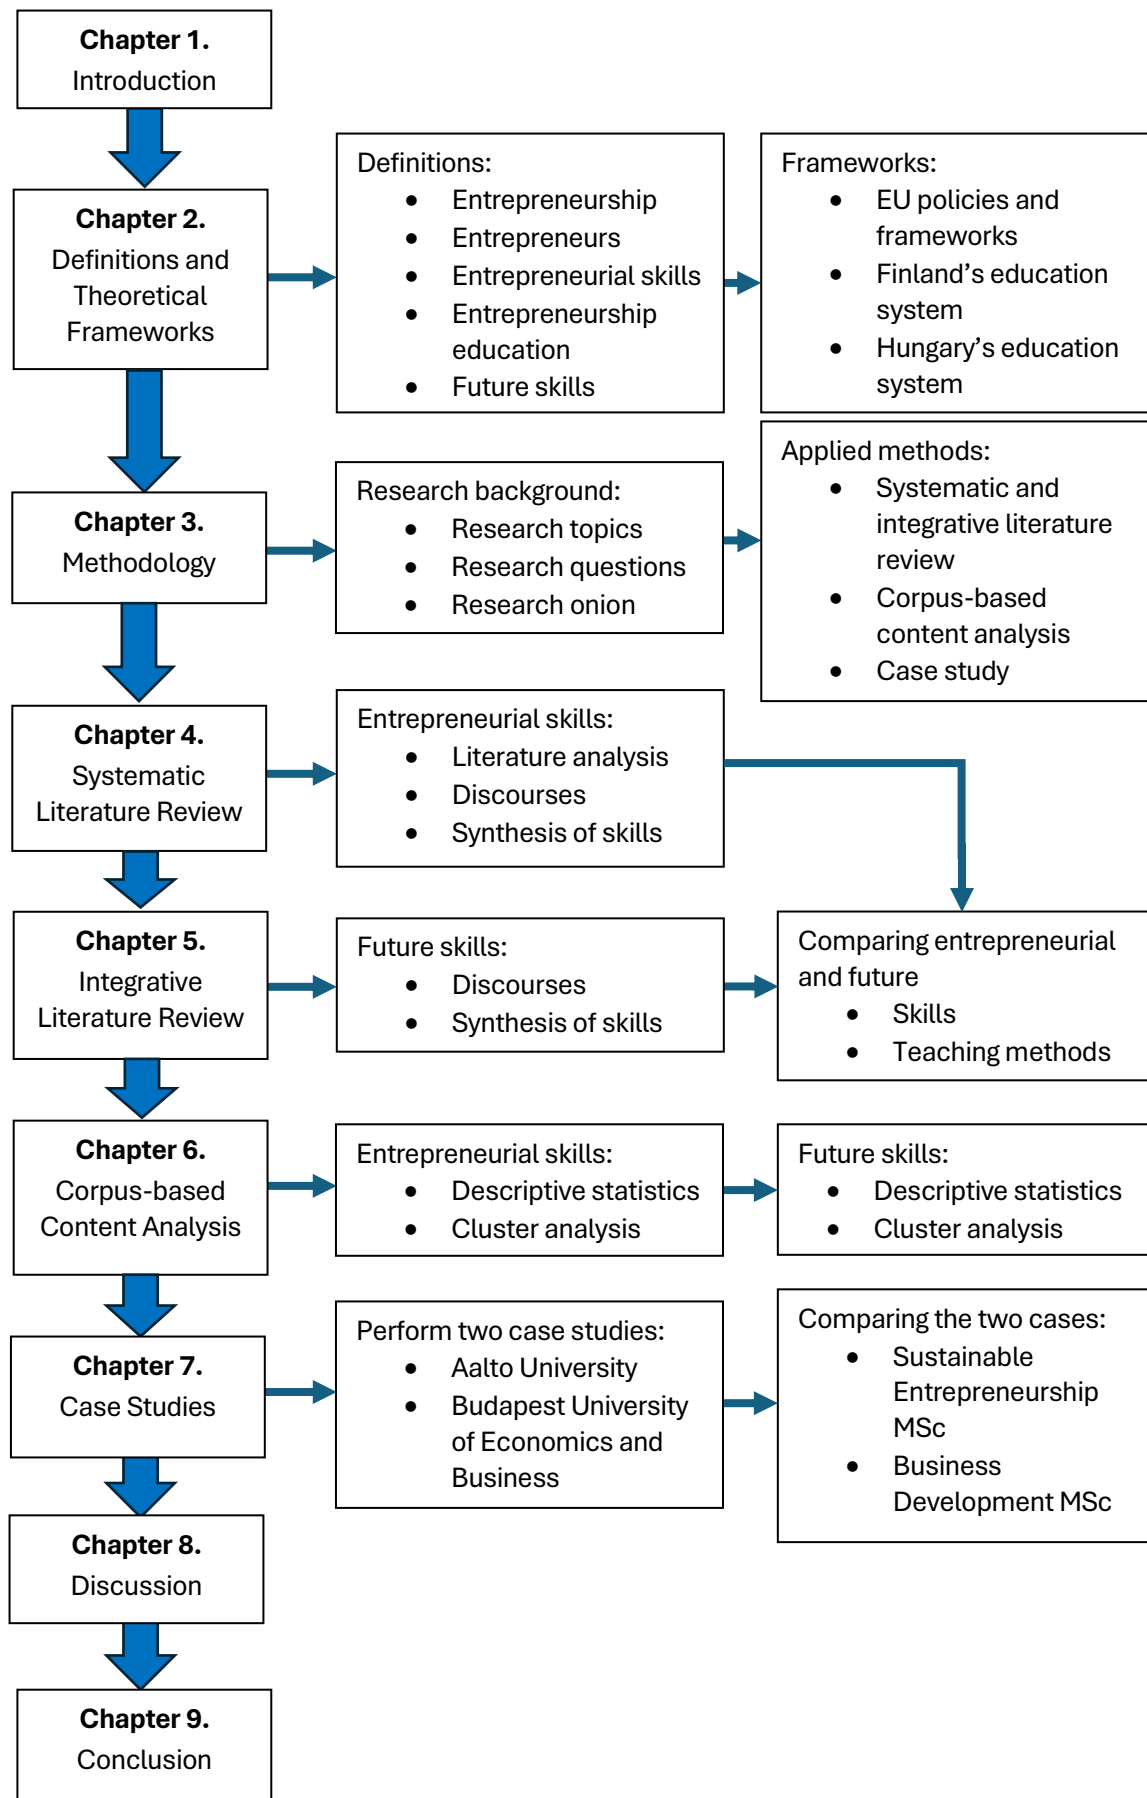 Chapter 1.
Introduction
Chapter 2.
Definitions and
Theoretical
Frameworks
Definitions:
• Entrepreneurship
• Entrepreneurs
• Entrepreneurial skills
• Entrepreneurship
education
• Future skills
Frameworks:
• EU policies and
frameworks
• Finland’s education
system
• Hungary’s education
system
Chapter 3.
Methodology
Research background:
• Research topics
• Research questions
• Research onion
Applied methods:
• Systematic and
integrative literature
review
• Corpus-based
content analysis
• Case study
Chapter 4.
Systematic
Literature Review
Entrepreneurial skills:
• Literature analysis
• Discourses
• Synthesis of skills
Chapter 5.
Integrative
Literature Review
Future skills:
• Discourses
• Synthesis of skills
Comparing entrepreneurial
and future
• Skills
• Teaching methods
Chapter 6.
Corpus-based
Content Analysis
Entrepreneurial skills:
• Descriptive statistics
• Cluster analysis
Future skills:
• Descriptive statistics
• Cluster analysis
Chapter 7.
Case Studies
Perform two case studies:
• Aalto University
• Budapest University
of Economics and
Business
Comparing the two cases:
• Sustainable
Entrepreneurship
MSc
• Business
Development MSc
Chapter 8.
Discussion
Chapter 9.
Conclusion